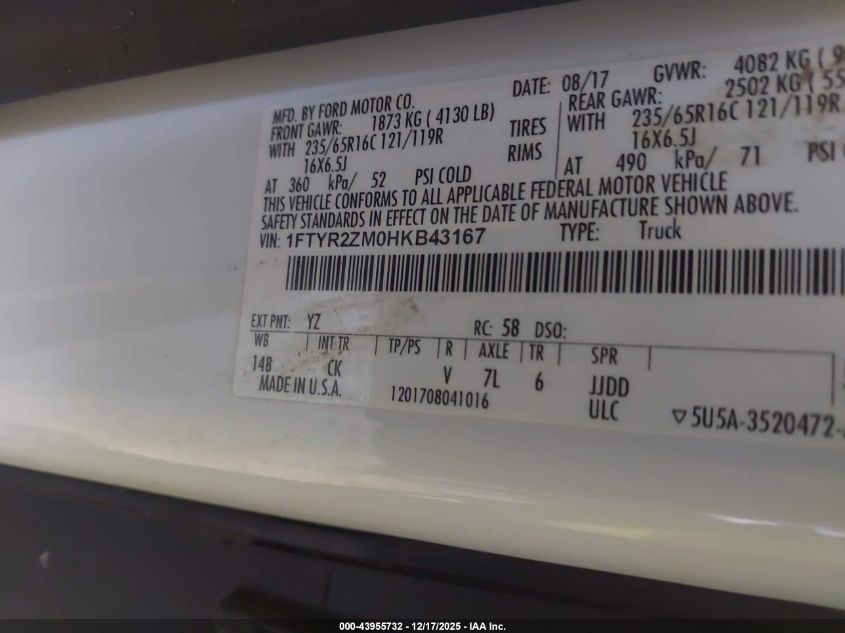 MFD. BY FORD MOTOR CO. DATE: 08/17 GVWR: 4082 KG (
FRONT GAWR: 1873 KG ( 4130 LB) REAR GAWR: 2502 KG ( 55
WITH 235/65R16C 121/119R TIRES WITH 235/65R16C 121/119R
16X6.5J RIMS 16X6.5J
AT 360 kPa/ 52 PSI COLD AT 490 kPa/ 71 PSI
THIS VEHICLE CONFORMS TO ALL APPLICABLE FEDERAL MOTOR VEHICLE
SAFETY STANDARDS IN EFFECT ON THE DATE OF MANUFACTURE SHOWN ABOVE.
VIN: 1FTYR2ZM0HKB43167 TYPE: Truck
EXT PNT: YZ RC: 58 DSO:
WB INT TR TP/PS R AXLE TR SPR
148 CK V 7L 6 JJDD
MADE IN U.S.A. 1201708041016 ULC ▽5U5A-3520472-
000-43955732 - 12/17/2025 - IAA Inc.